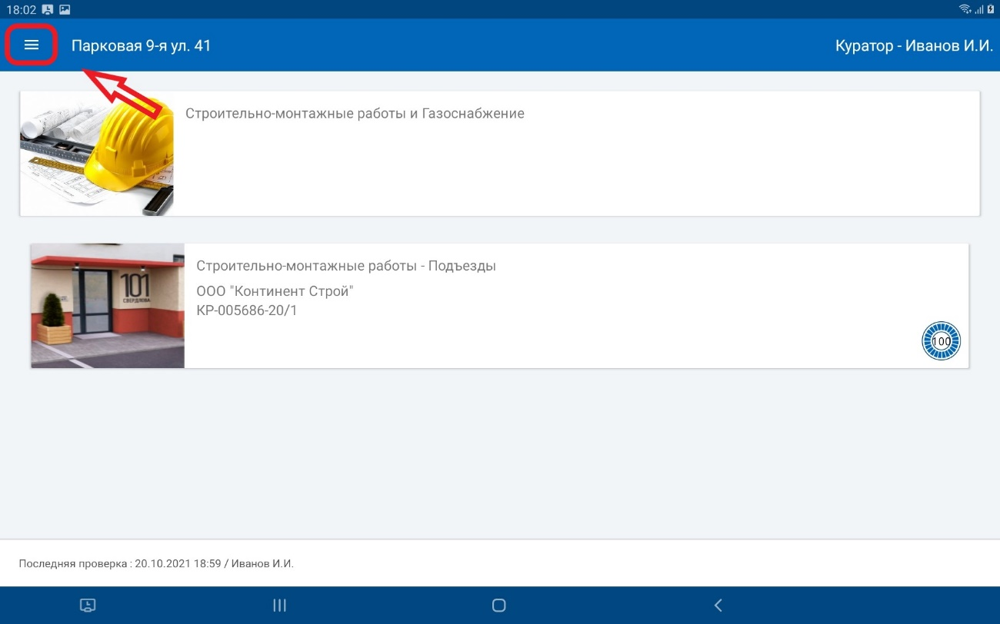 18:02
Парковая 9-я ул. 41
Куратор - Иванов И.И.
Строительно-монтажные работы и Газоснабжение
101
СВЕРДЛОВА
Строительно-монтажные работы - Подъезды
ООО "Континент Строй"
КР-005686-20/1
100
Последняя проверка : 20.10.2021 18:59 / Иванов И.И.